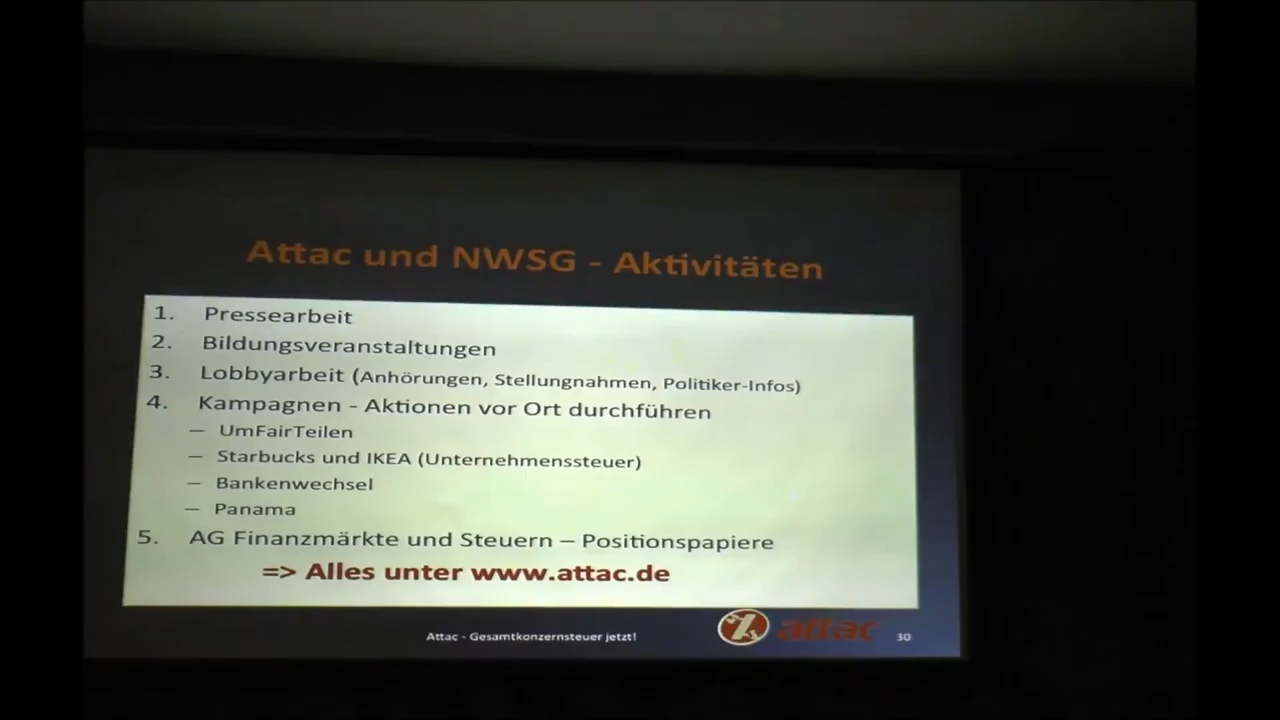 Attac und NWSG - Aktivitäten
1. Pressearbeit
2. Bildungsveranstaltungen
3. Lobbyarbeit (Anhörungen, Stellungnahmen, Politiker-Infos)
4. Kampagnen - Aktionen vor Ort durchführen
– UmFairTeilen
– Starbucks und IKEA (Unternehmenssteuer)
– Bankenwechsel
– Panama
5. AG Finanzmärkte und Steuern – Positionspapiere
=> Alles unter www.attac.de
Attac - Gesamtkonzernsteuer jetzt! attac 30